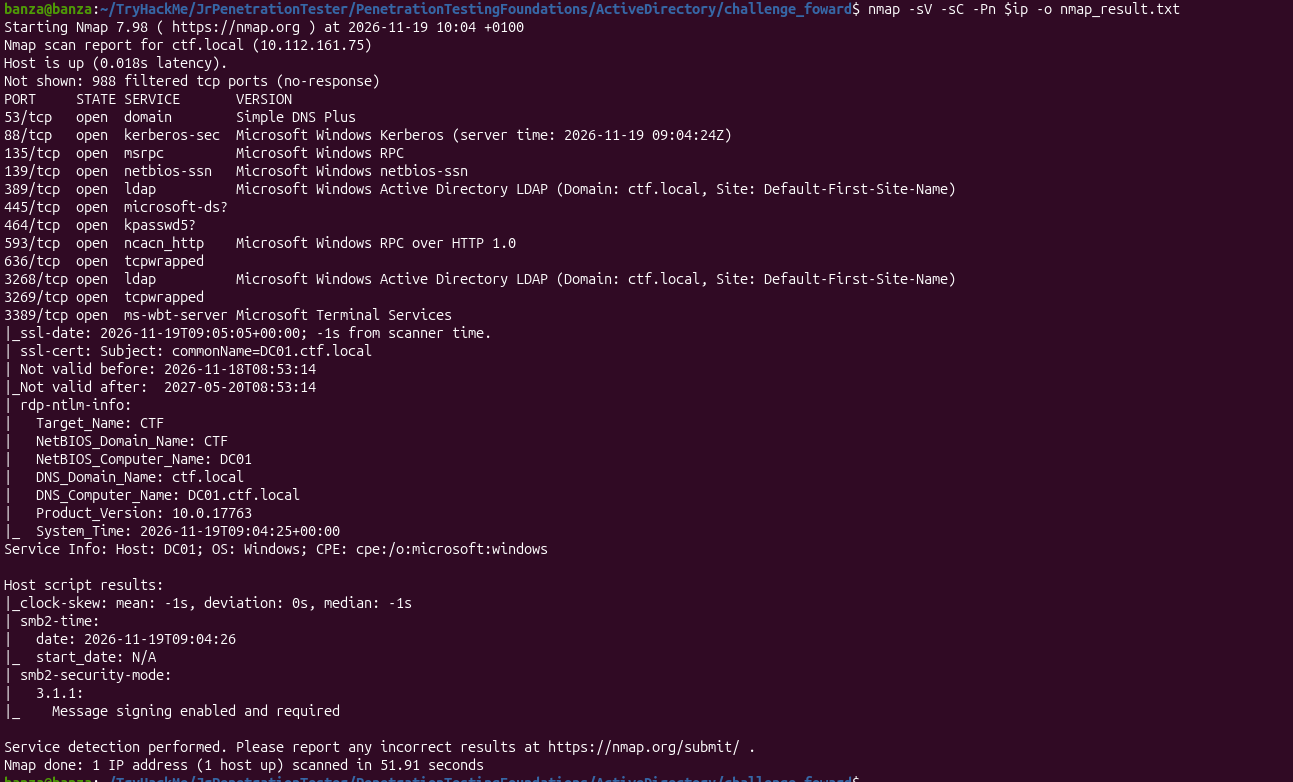 banza@banza:~/TryHackMe/JrPenetrationTester/PenetrationTestingFoundations/ActiveDirectory/challenge_foward$ nmap -sV -sC -Pn $ip -o nmap_result.txt
Starting Nmap 7.98 ( https://nmap.org ) at 2026-11-19 10:04 +0100
Nmap scan report for ctf.local (10.112.161.75)
Host is up (0.018s latency).
Not shown: 988 filtered tcp ports (no-response)
PORT     STATE SERVICE       VERSION
53/tcp   open  domain        Simple DNS Plus
88/tcp   open  kerberos-sec  Microsoft Windows Kerberos (server time: 2026-11-19 09:04:24Z)
135/tcp  open  msrpc         Microsoft Windows RPC
139/tcp  open  netbios-ssn   Microsoft Windows netbios-ssn
389/tcp  open  ldap          Microsoft Windows Active Directory LDAP (Domain: ctf.local, Site: Default-First-Site-Name)
445/tcp  open  microsoft-ds?
464/tcp  open  kpasswd5?
593/tcp  open  ncacn_http    Microsoft Windows RPC over HTTP 1.0
636/tcp  open  tcpwrapped
3268/tcp open  ldap          Microsoft Windows Active Directory LDAP (Domain: ctf.local, Site: Default-First-Site-Name)
3269/tcp open  tcpwrapped
3389/tcp open  ms-wbt-server Microsoft Terminal Services
|_ssl-date: 2026-11-19T09:05:05+00:00; -1s from scanner time.
| ssl-cert: Subject: commonName=DC01.ctf.local
| Not valid before: 2026-11-18T08:53:14
|_Not valid after:  2027-05-20T08:53:14
| rdp-ntlm-info:
|   Target_Name: CTF
|   NetBIOS_Domain_Name: CTF
|   NetBIOS_Computer_Name: DC01
|   DNS_Domain_Name: ctf.local
|   DNS_Computer_Name: DC01.ctf.local
|   Product_Version: 10.0.17763
|_  System_Time: 2026-11-19T09:04:25+00:00
Service Info: Host: DC01; OS: Windows; CPE: cpe:/o:microsoft:windows
Host script results:
|_clock-skew: mean: -1s, deviation: 0s, median: -1s
| smb2-time:
|   date: 2026-11-19T09:04:26
|_  start_date: N/A
| smb2-security-mode:
|   3.1.1:
|_    Message signing enabled and required
Service detection performed. Please report any incorrect results at https://nmap.org/submit/ .
Nmap done: 1 IP address (1 host up) scanned in 51.91 seconds
banza@banza:~/TryHackMe/JrPenetrationTester/PenetrationTestingFoundations/ActiveDirectory/challenge_foward$